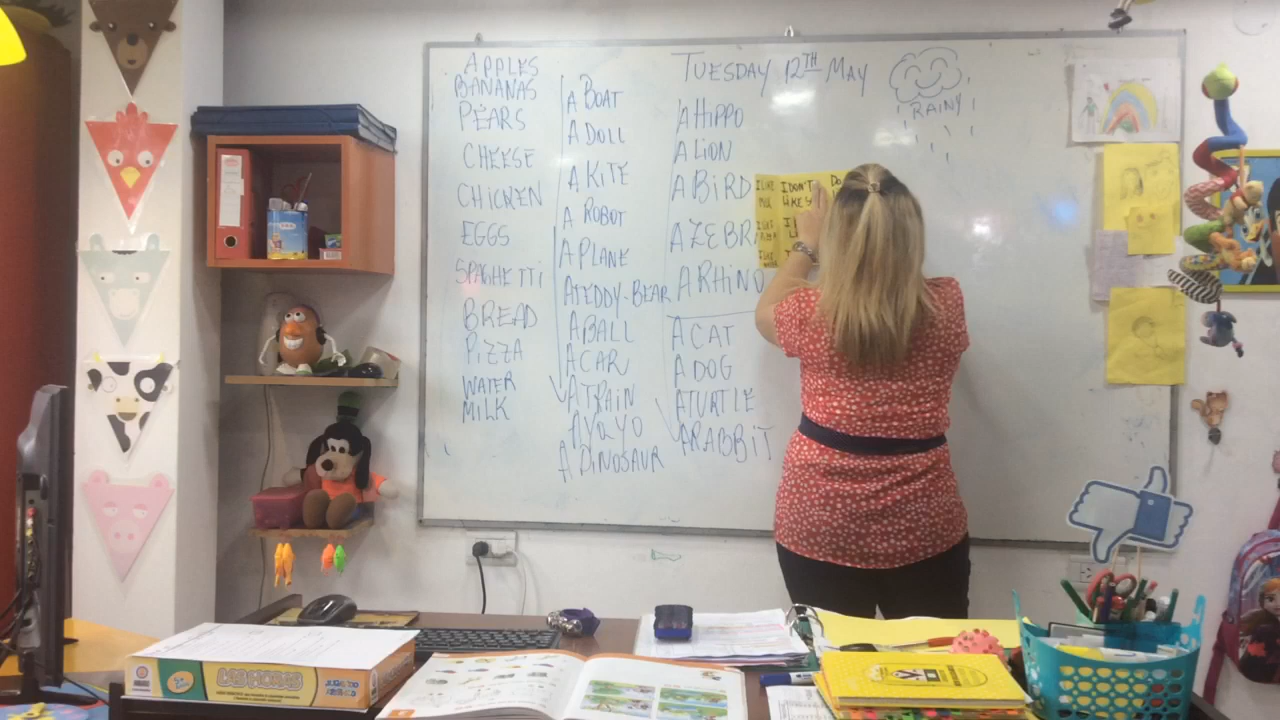 APPLES
BANANAS
PEARS
CHEESE
CHICKEN
EGGS
SPAGHETTI
BREAD
PIZZA
WATER
MILK
A BOAT
A DOLL
A KITE
A ROBOT
A PLANE
A TEDDY-BEAR
A BALL
A CAR
A TRAIN
A YOYO
A DINOSAUR
TUESDAY 12TH MAY
A HIPPO
A LION
A BIRD
A ZEBRA
A RHINO
A CAT
A DOG
A TURTLE
A RABBIT
RAINY
I LIKE
I DON'T
LIKE